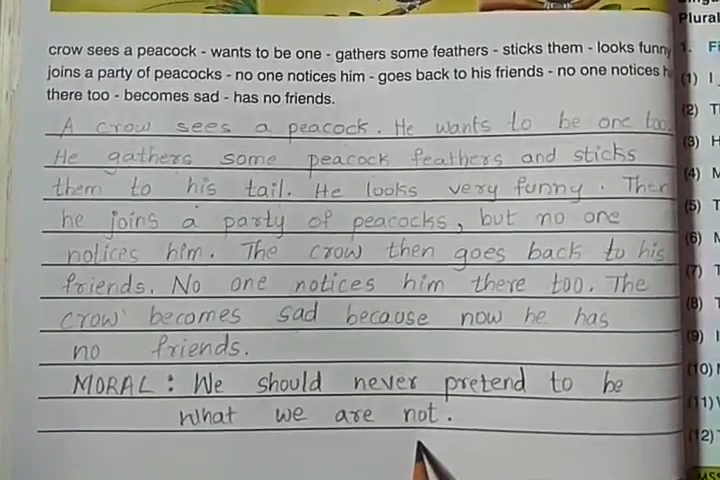 crow sees a peacock - wants to be one - gathers some feathers - sticks them - looks funny
joins a party of peacocks - no one notices him - goes back to his friends - no one notices
there too - becomes sad - has no friends.
A crow sees a peacock. He wants to be one too.
He gathers some peacock feathers and sticks
them to his tail. He looks very funny. Then
he joins a party of peacocks, but no one
notices him. The crow then goes back to his
friends. No one notices him there too. The
crow becomes sad because now he has
no friends.
MORAL: We should never pretend to be
what we are not.
Plural
1.
(1) I
(2)
(3)
(4)
(5)
(6)
(7)
(8)
(9)
(10)
(11)
(12)